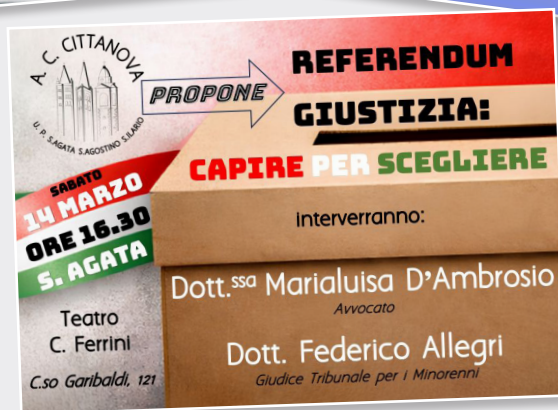 A. C. CITTANOVA
U. P. S.AGATA S.AGOSTINO S.ILARIO
PROPONE
REFERENDUM
GIUSTIZIA:
CAPIRE PER SCEGLIERE
SABATO
14 MARZO
ORE 16.30
S. AGATA
Teatro
C. Ferrini
C.so Garibaldi, 121
interverranno:
Dott.ssa Marialuisa D'Ambrosio
Avvocato
Dott. Federico Allegri
Giudice Tribunale per i Minorenni